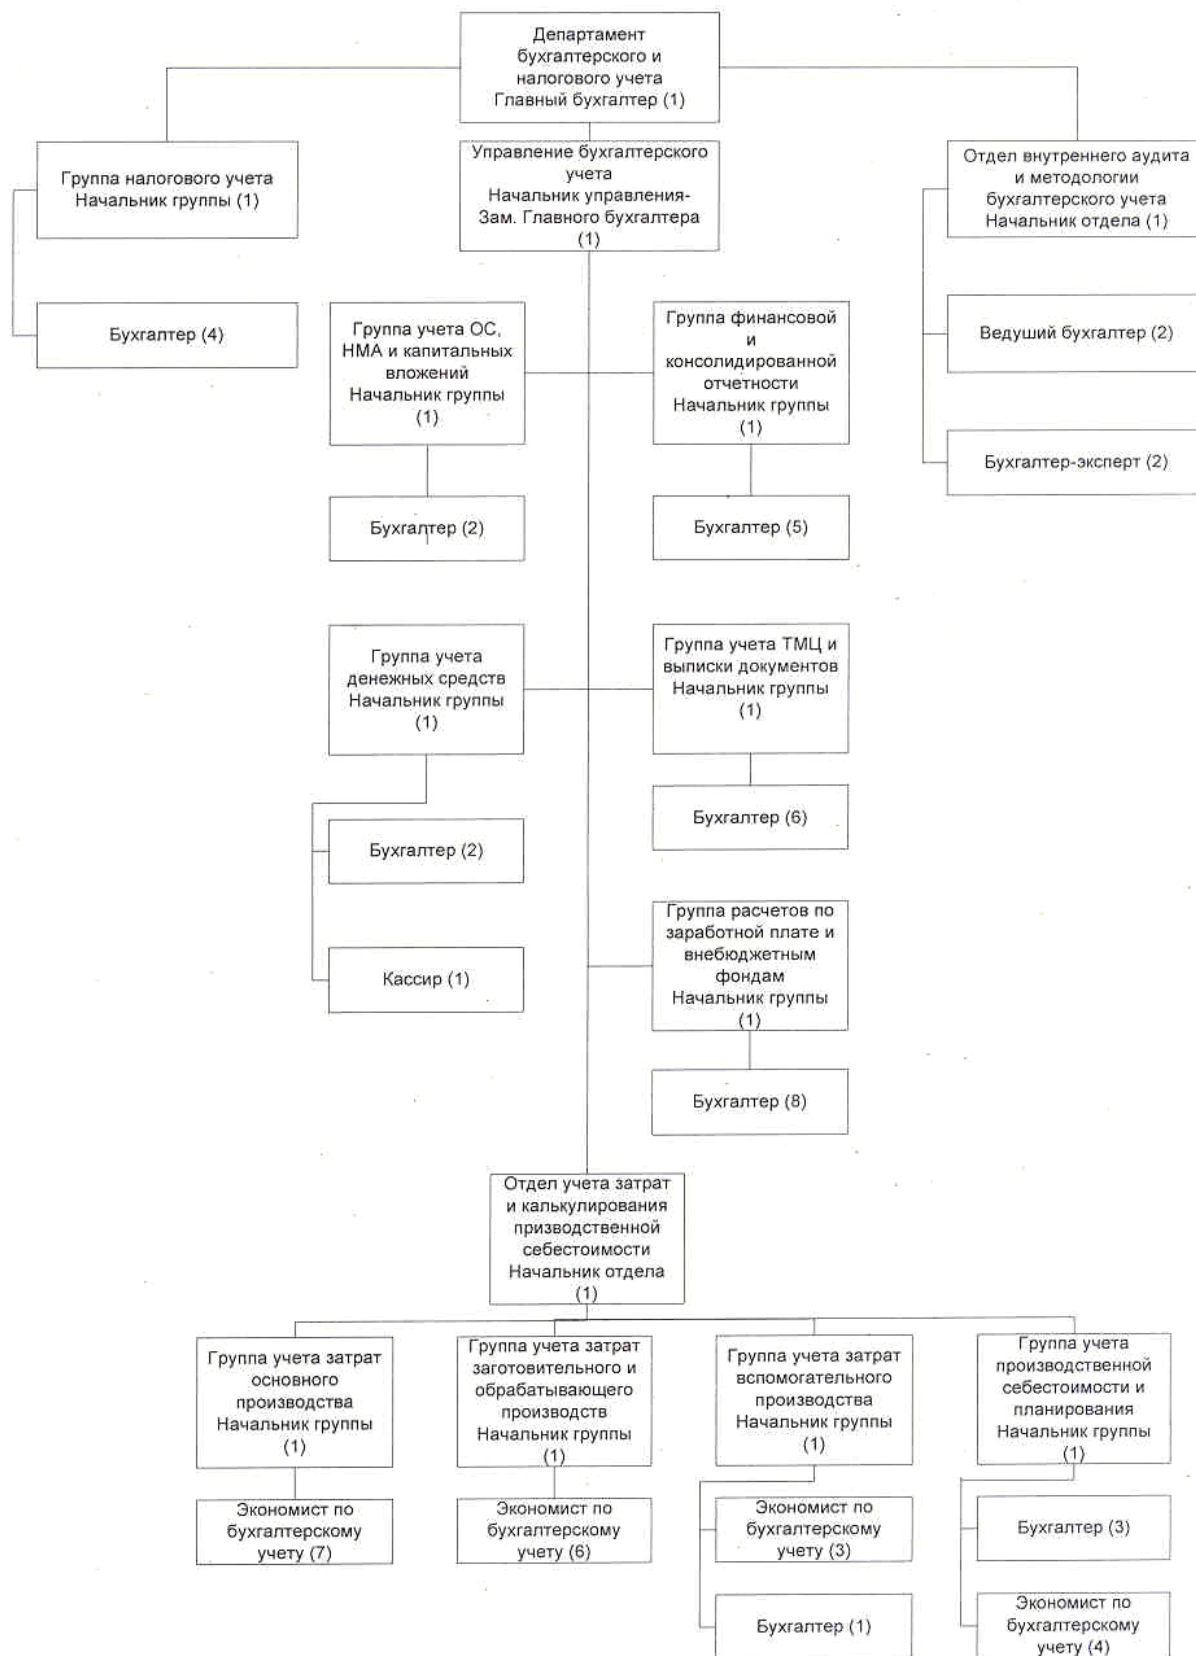 Департамент
бухгалтерского и
налогового учета
Главный бухгалтер (1)
Группа налогового учета
Начальник группы (1)
Управление бухгалтерского
учета
Начальник управления-
Зам. Главного бухгалтера
(1)
Отдел внутреннего аудита
и методологии
бухгалтерского учета
Начальник отдела (1)
Бухгалтер (4)
Группа учета ОС,
НМА и капитальных
вложений
Начальник группы
(1)
Группа финансовой
и
консолидированной
отчетности
Начальник группы
(1)
Ведуший бухгалтер (2)
Бухгалтер-эксперт (2)
Бухгалтер (2)
Бухгалтер (5)
Группа учета
денежных средств
Начальник группы
(1)
Группа учета ТМЦ и
выписки документов
Начальник группы
(1)
Бухгалтер (6)
Бухгалтер (2)
Кассир (1)
Группа расчетов по
заработной плате и
внебюджетным
фондам
Начальник группы
(1)
Бухгалтер (8)
Отдел учета затрат
и калькулирования
призводственной
себестоимости
Начальник отдела
(1)
Группа учета затрат
основного
производства
Начальник группы
(1)
Группа учета затрат
заготовительного и
обрабатывающего
производств
Начальник группы
(1)
Группа учета затрат
вспомогательного
производства
Начальник группы
(1)
Группа учета
производственной
себестоимости и
планирования
Начальник группы
(1)
Экономист по
бухгалтерскому
учету (7)
Экономист по
бухгалтерскому
учету (6)
Экономист по
бухгалтерскому
учету (3)
Бухгалтер (3)
Бухгалтер (1)
Экономист по
бухгалтерскому
учету (4)